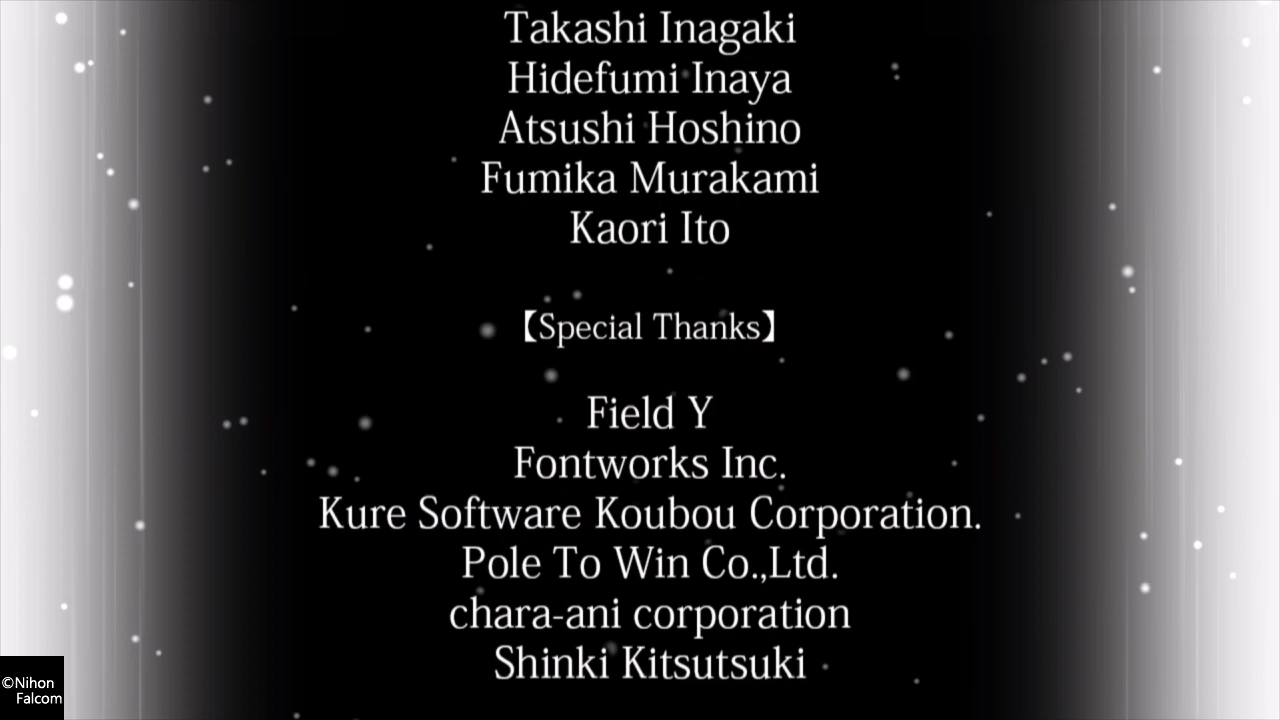 Takashi Inagaki
Hidefumi Inaya
Atsushi Hoshino
Fumika Murakami
Kaori Ito
【Special Thanks】
Field Y
Fontworks Inc.
Kure Software Koubou Corporation.
Pole To Win Co.,Ltd.
chara-ani corporation
Shinki Kitsutsuki
©Nihon
Falcom